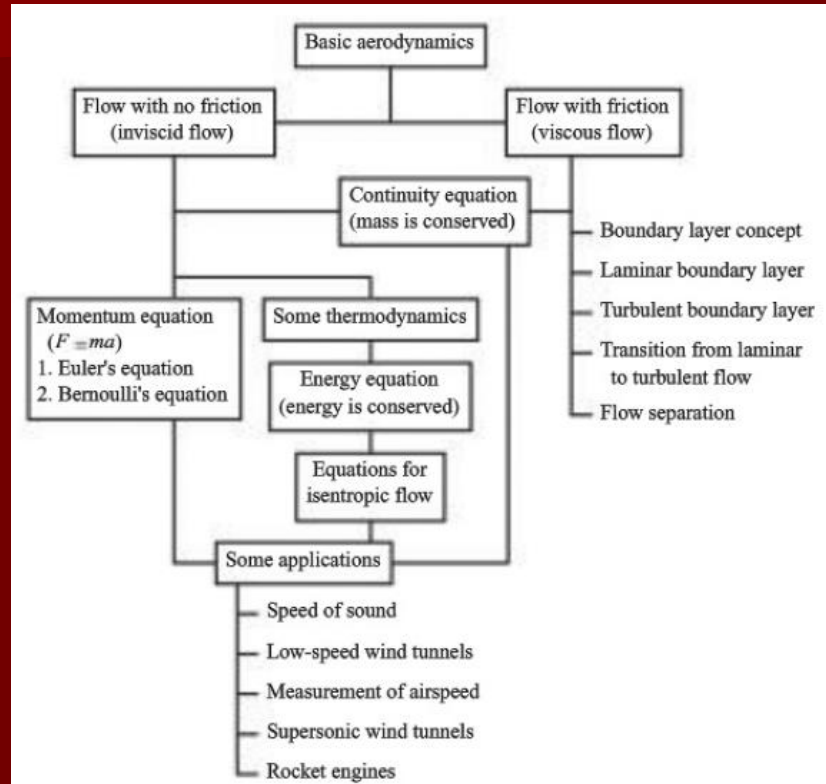 Basic aerodynamics
Flow with no friction
(inviscid flow)
Flow with friction
(viscous flow)
Continuity equation
(mass is conserved)
Boundary layer concept
Laminar boundary layer
Turbulent boundary layer
Transition from laminar
to turbulent flow
Flow separation
Momentum equation
(F = ma)
1. Euler's equation
2. Bernoulli's equation
Some thermodynamics
Energy equation
(energy is conserved)
Equations for
isentropic flow
Some applications
Speed of sound
Low-speed wind tunnels
Measurement of airspeed
Supersonic wind tunnels
Rocket engines